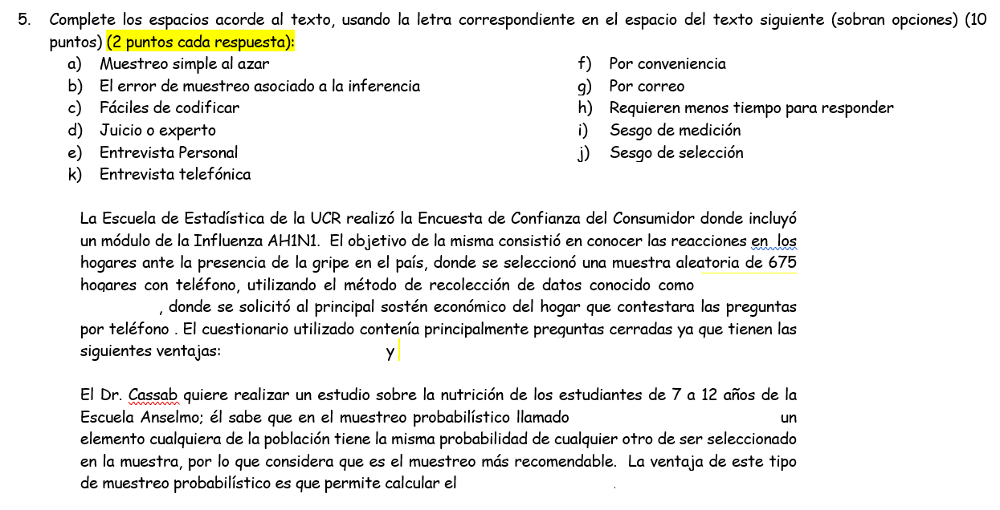 5. Complete los espacios acorde al texto, usando la letra correspondiente en el espacio del texto siguiente (sobran opciones) (10
puntos) (2 puntos cada respuesta):
a) Muestreo simple al azar
b) El error de muestreo asociado a la inferencia
c) Fáciles de codificar
d) Juicio o experto
e) Entrevista Personal
k) Entrevista telefónica
f) Por conveniencia
g) Por correo
h) Requieren menos tiempo para responder
i) Sesgo de medición
j) Sesgo de selección
La Escuela de Estadística de la UCR realizó la Encuesta de Confianza del Consumidor donde incluyó
un módulo de la Influenza AH1N1. El objetivo de la misma consistió en conocer las reacciones en los
hogares ante la presencia de la gripe en el país, donde se seleccionó una muestra aleatoria de 675
hogares con teléfono, utilizando el método de recolección de datos conocido como
, donde se solicitó al principal sostén económico del hogar que contestara las preguntas
por teléfono . El cuestionario utilizado contenía principalmente preguntas cerradas ya que tienen las
siguientes ventajas: y
El Dr. Cassab quiere realizar un estudio sobre la nutrición de los estudiantes de 7 a 12 años de la
Escuela Anselmo; él sabe que en el muestreo probabilístico llamado un
elemento cualquiera de la población tiene la misma probabilidad de cualquier otro de ser seleccionado
en la muestra, por lo que considera que es el muestreo más recomendable. La ventaja de este tipo
de muestreo probabilístico es que permite calcular el .